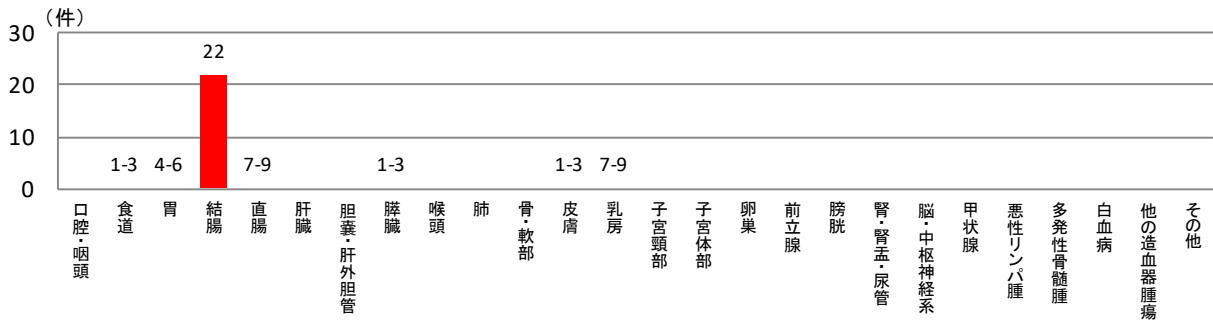 （件）
30
20
10
0
22
1-3
4-6
7-9
1-3
1-3
7-9
口腔・咽頭
食道
胃
結腸
直腸
肝臓
胆嚢・肝外胆管
膵臓
喉頭
肺
骨・軟部
皮膚
乳房
子宮頸部
子宮体部
卵巣
前立腺
膀胱
腎・腎盂・尿管
脳・中枢神経系
甲状腺
悪性リンパ腫
多発性骨髄腫
白血病
他の造血器腫瘍
その他